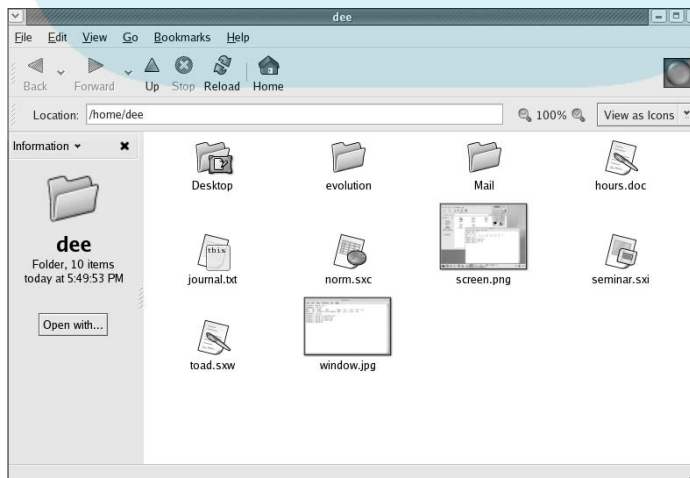 dee
File Edit View Go Bookmarks Help
Back Forward Up Stop Reload Home
Location: /home/dee 100% View as Icons
Information
Desktop evolution Mail hours.doc
dee
Folder, 10 items
today at 5:49:53 PM
this
journal.txt norm.sxc screen.png seminar.sxi
Open with...
toad.sxw window.jpg